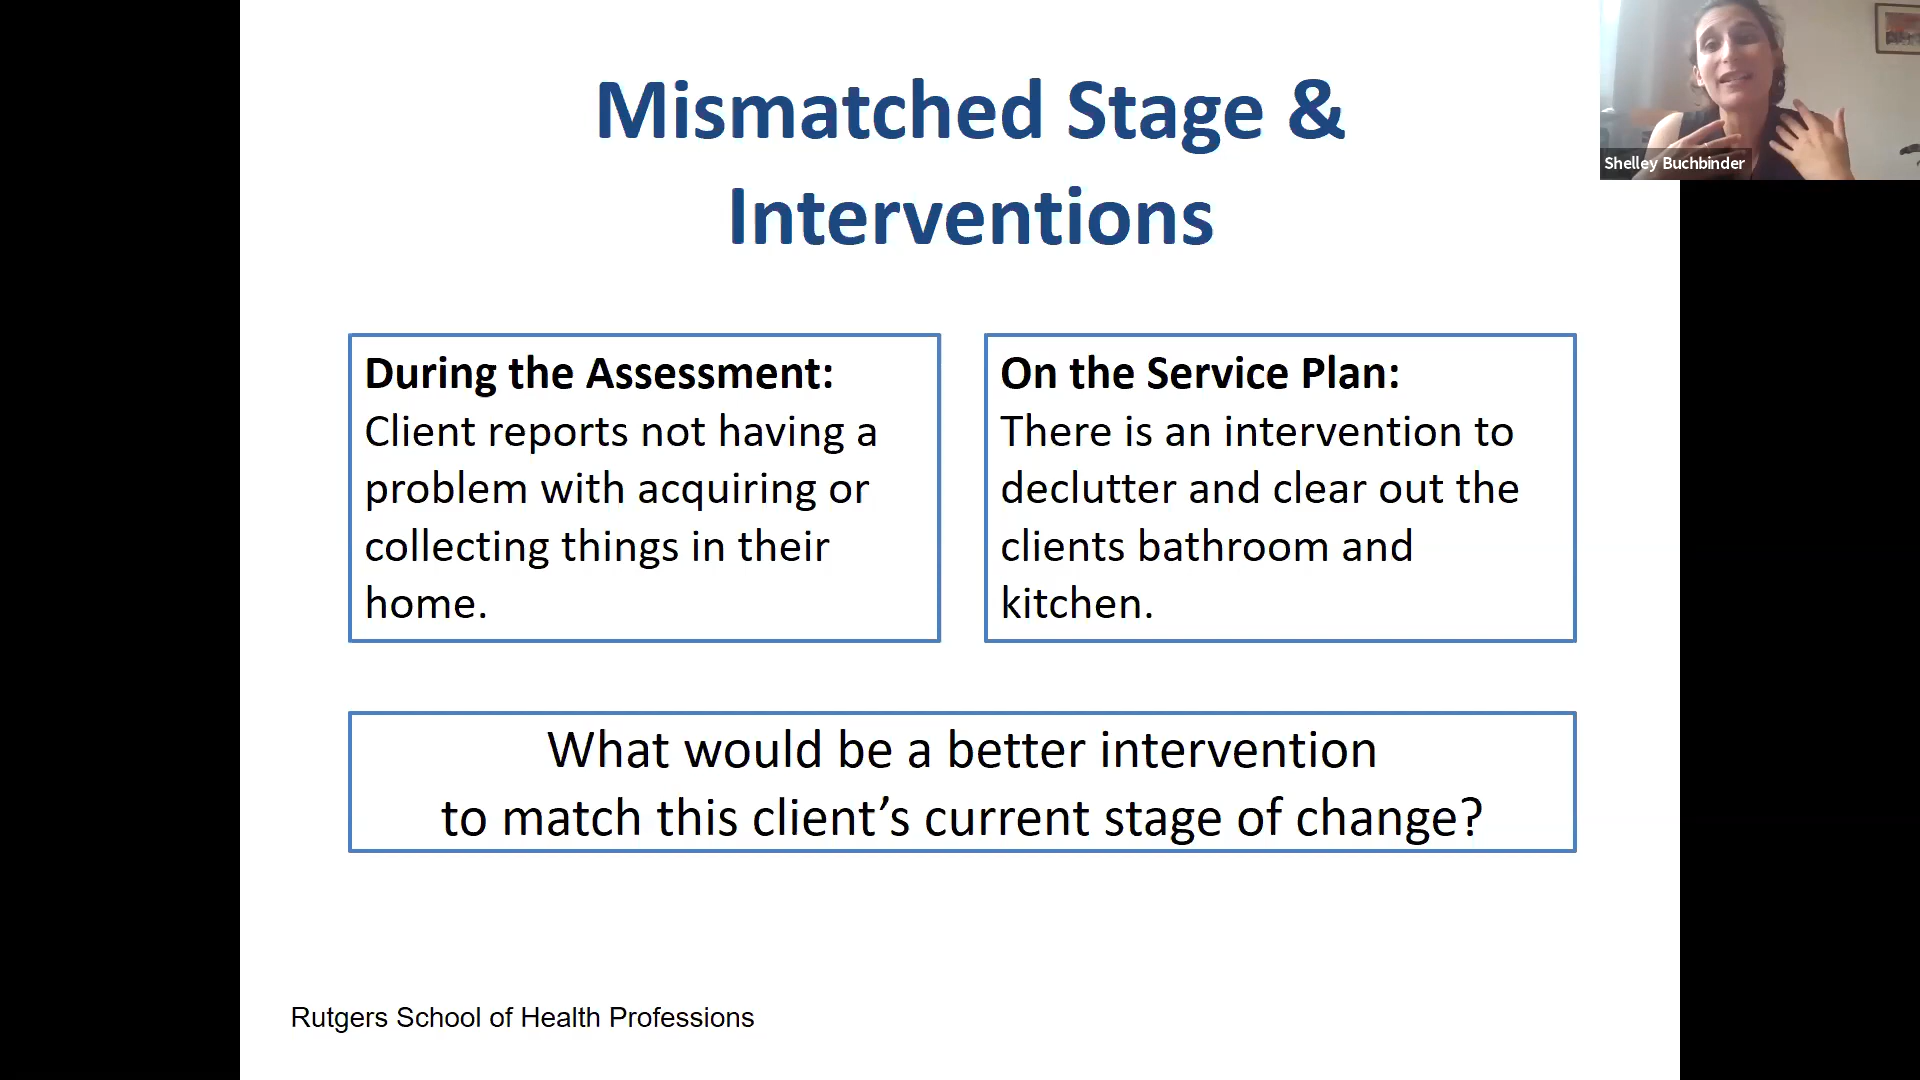 Mismatched Stage &
Interventions
Shelley Buchbinder
During the Assessment:
Client reports not having a
problem with acquiring or
collecting things in their
home.
On the Service Plan:
There is an intervention to
declutter and clear out the
clients bathroom and
kitchen.
What would be a better intervention
to match this client’s current stage of change?
Rutgers School of Health Professions